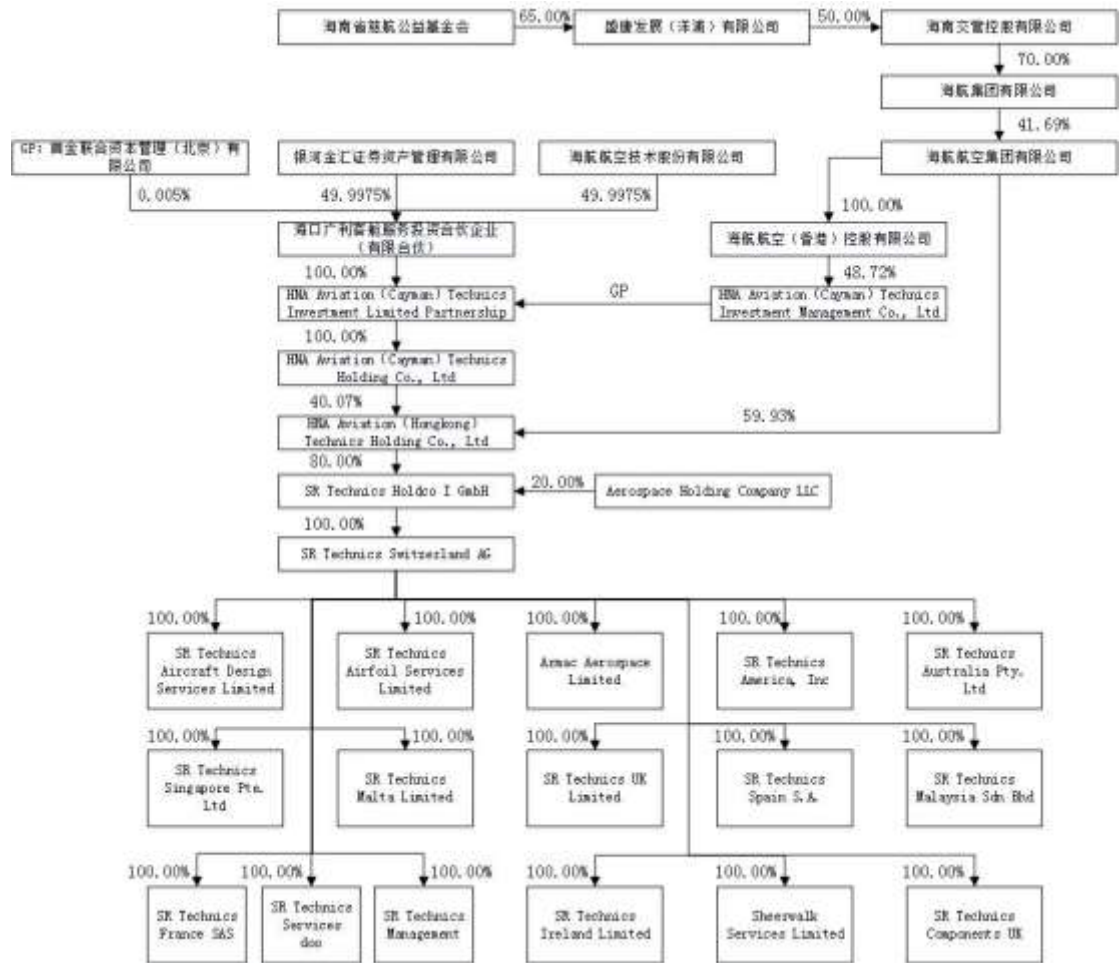 海南省慈航公益基金会
65.00%
盛唐发展（洋浦）有限公司
50.00%
海南交管控股有限公司
70.00%
海航集团有限公司
41.69%
GP：商金联合资本管理（北京）有
限公司
银河金汇证券资产管理有限公司
海航航空技术股份有限公司
海航航空集团有限公司
0.005%
49.9975%
49.9975%
100.00%
海口广利智航服务投资合伙企业
（有限合伙）
海航航空（香港）控股有限公司
100.00%
48.72%
HNA Aviation (Cayman) Technics
Investment Limited Partnership
GP
HNA Aviation (Cayman) Technics
Investment Management Co., Ltd
100.00%
HNA Aviation (Cayman) Technics
Holding Co., Ltd
40.07%
59.93%
HNA Aviation (Hongkong)
Technics Holding Co., Ltd
80.00%
SR Technics Holdco I GmbH
20.00%
Aerospace Holding Company LLC
100.00%
SR Technics Switzerland AG
100.00%
100.00%
100.00%
100.00%
100.00%
SR Technics
Aircraft Design
Services Limited
SR Technics
Airfoil Services
Limited
Armac Aerospace
Limited
SR Technics
America, Inc
SR Technics
Australia Pty.
Ltd
100.00%
100.00%
100.00%
100.00%
100.00%
SR Technics
Singapore Pte.
Ltd
SR Technics
Malta Limited
SR Technics UK
Limited
SR Technics
Spain S.A.
SR Technics
Malaysia Sdn Bhd
100.00%
100.00%
100.00%
100.00%
100.00%
100.00%
SR Technics
France SAS
SR Technics
Services
doo
SR Technics
Management
SR Technics
Ireland Limited
Sheerwalk
Services Limited
SR Technics
Components UK